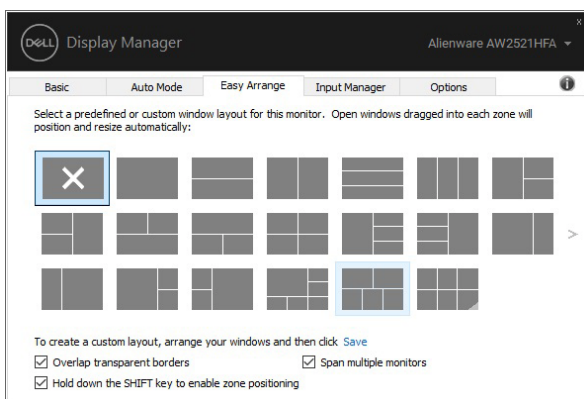 x
DELL Display Manager Alienware AW2521HFA
Basic Auto Mode Easy Arrange Input Manager Options i
Select a predefined or custom window layout for this monitor. Open windows dragged into each zone will
position and resize automatically:
>
To create a custom layout, arrange your windows and then click Save
Overlap transparent borders Span multiple monitors
Hold down the SHIFT key to enable zone positioning